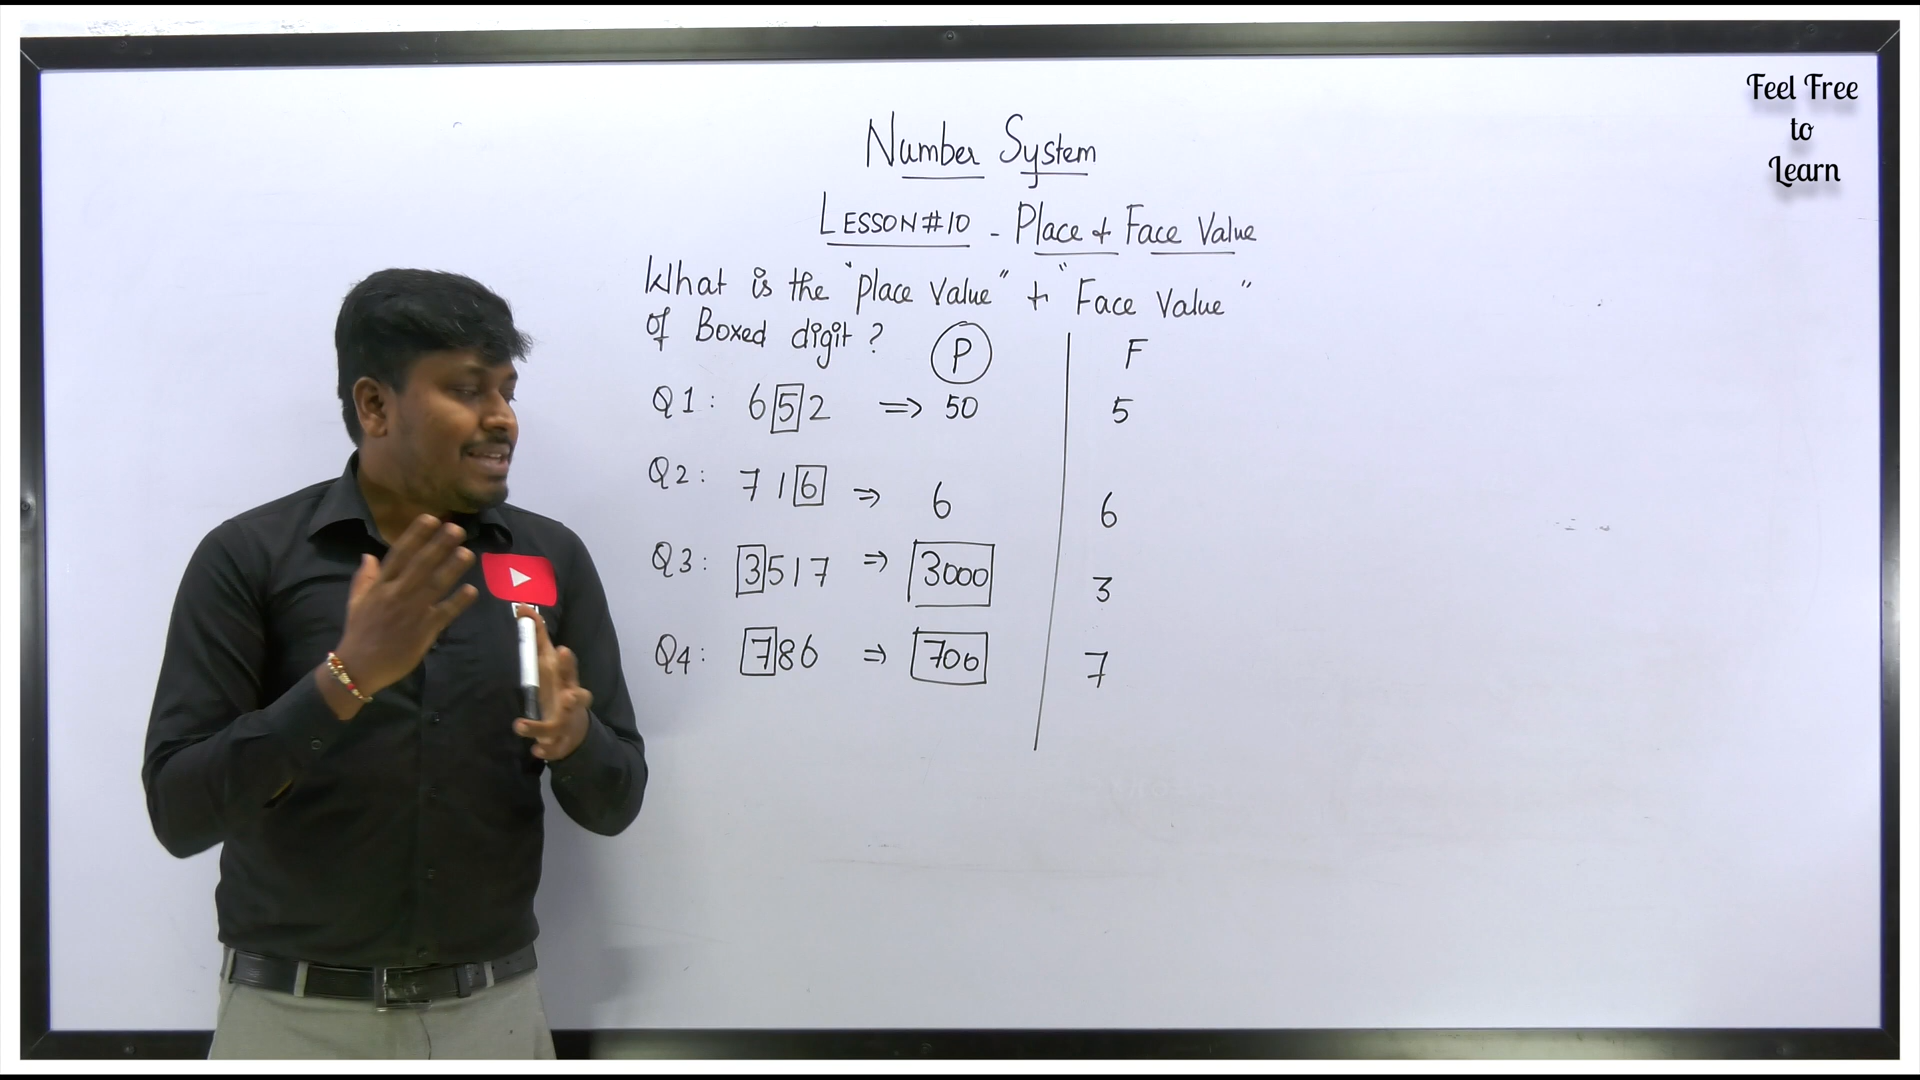 Feel Free
to
Learn
Number System
LESSON#10 - Place & Face Value
What is the "Place Value" & "Face Value"
of Boxed digit?
P F
Q1: 652 => 50 5
Q2: 716 => 6 6
Q3: 3517 => 3000 3
Q4: 786 => 700 7